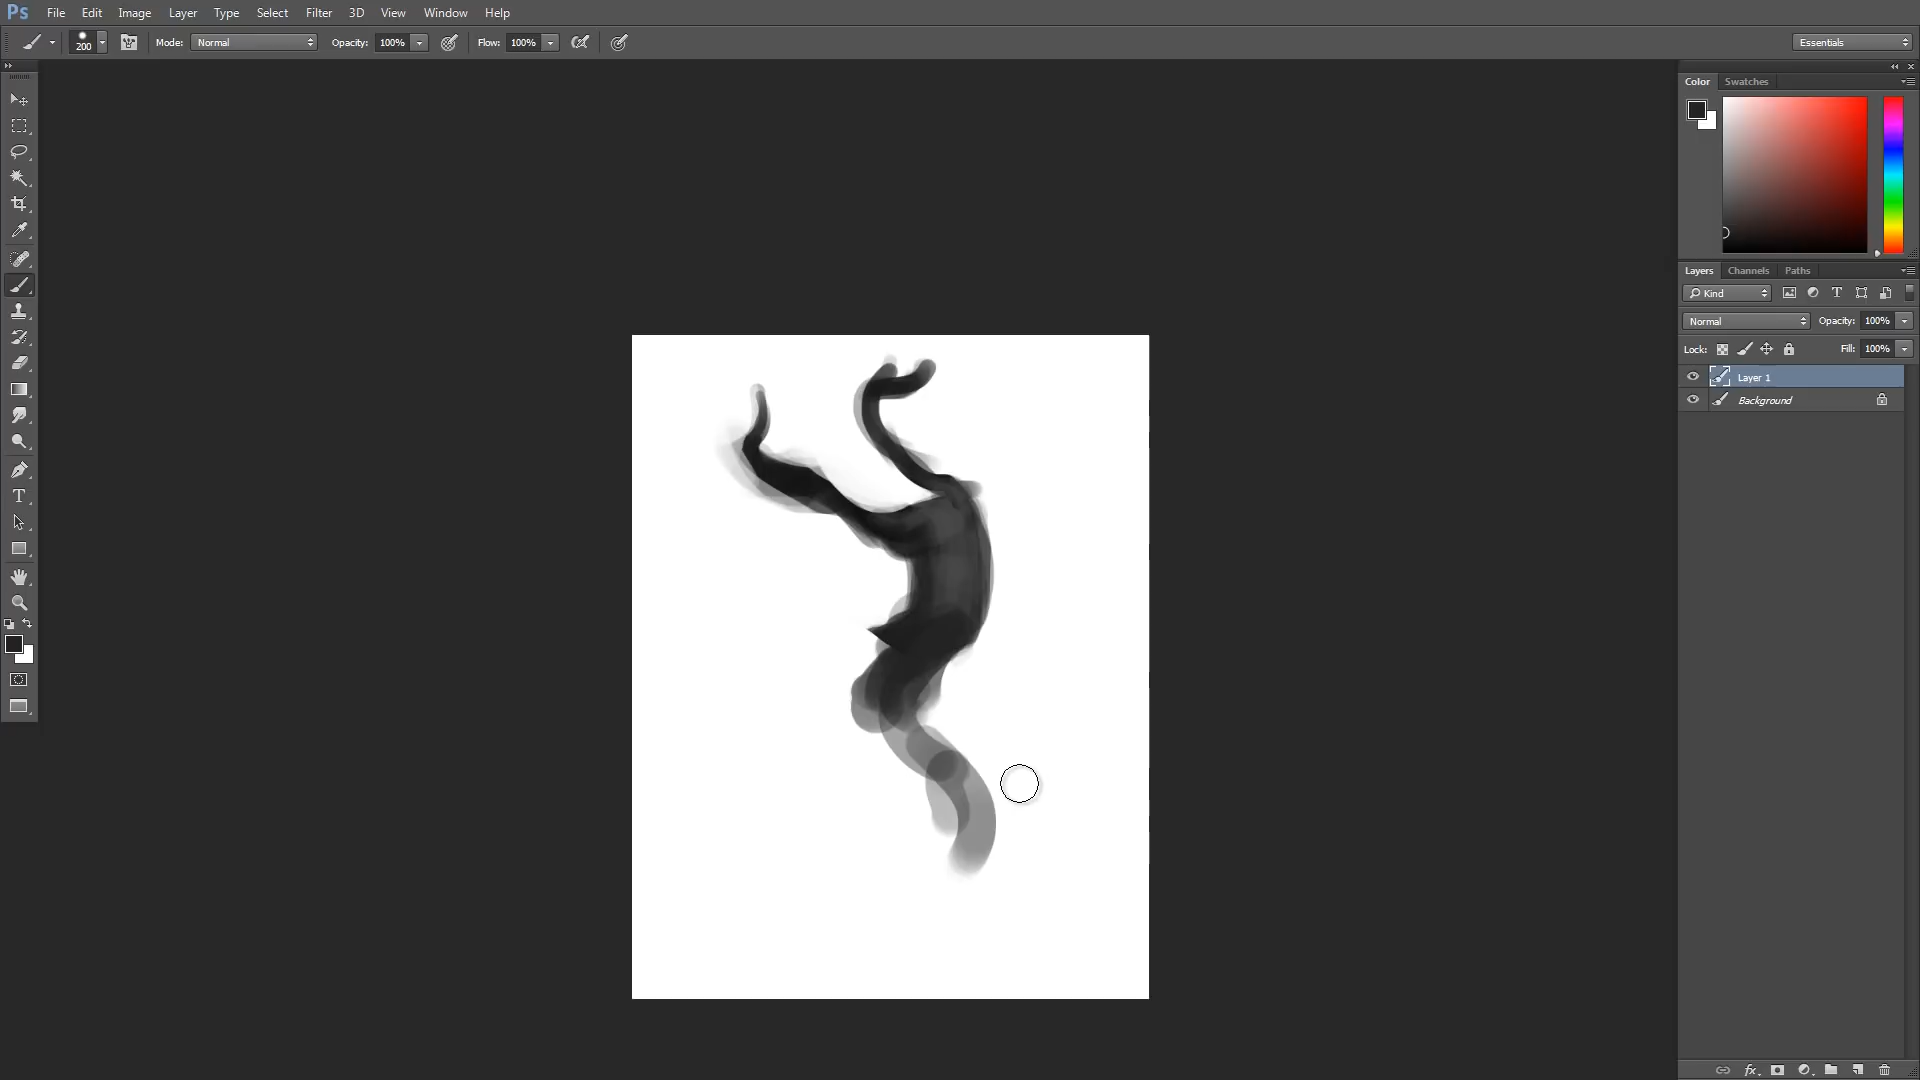 Ps File Edit Image Layer Type Select Filter 3D View Window Help
200 Mode: Normal Opacity: 100% Flow: 100% Essentials
Color Swatches
Layers Channels Paths
Kind T
Normal Opacity: 100%
Lock: Fill: 100%
Layer 1
Background
T
fx